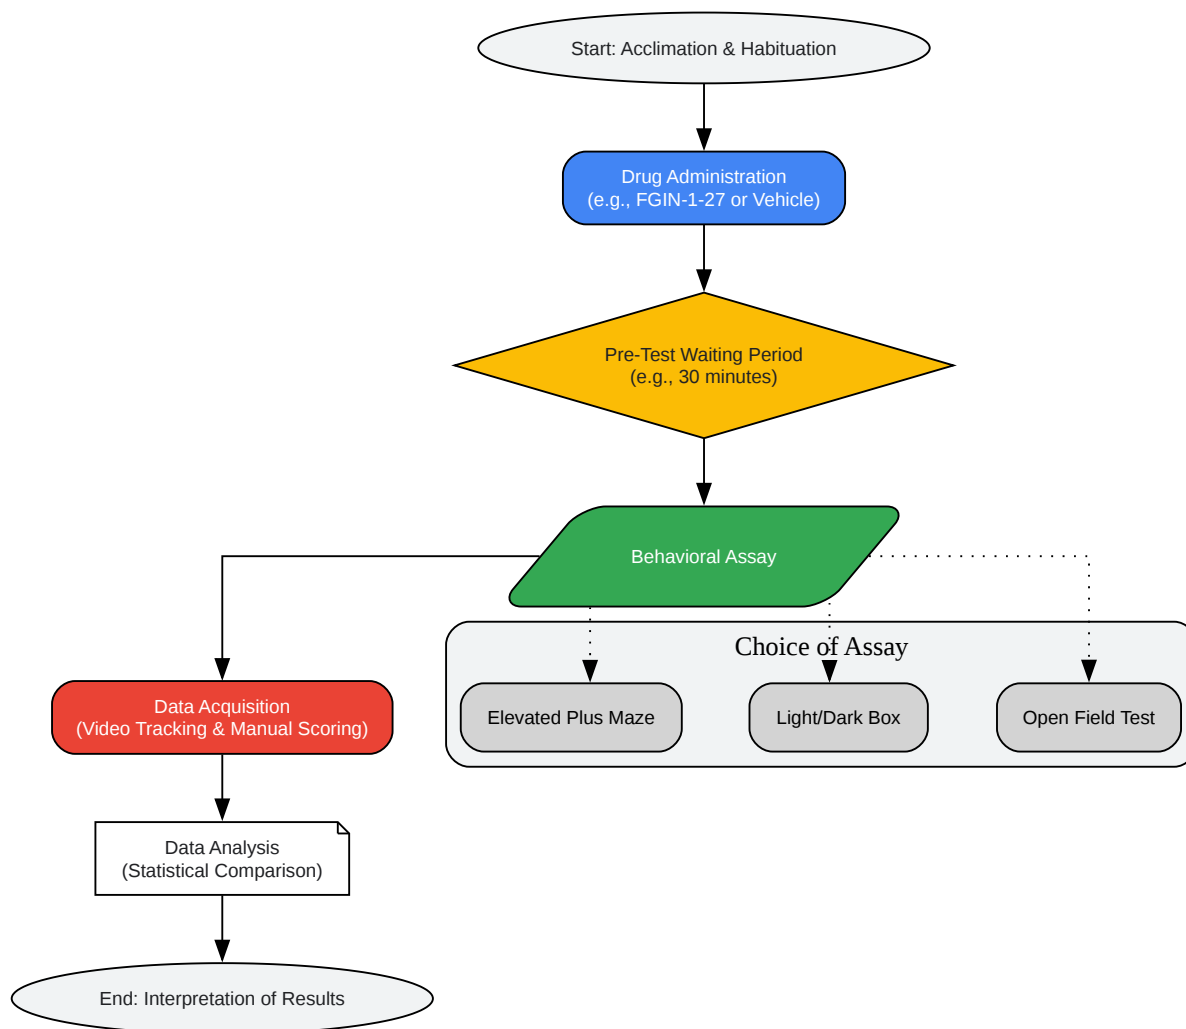 Start: Acclimation & Habituation
Drug Administration
(e.g., FGIN-1-27 or Vehicle)
Pre-Test Waiting Period
(e.g., 30 minutes)
Behavioral Assay
Choice of Assay
Elevated Plus Maze
Light/Dark Box
Open Field Test
Data Acquisition
(Video Tracking & Manual Scoring)
Data Analysis
(Statistical Comparison)
End: Interpretation of Results